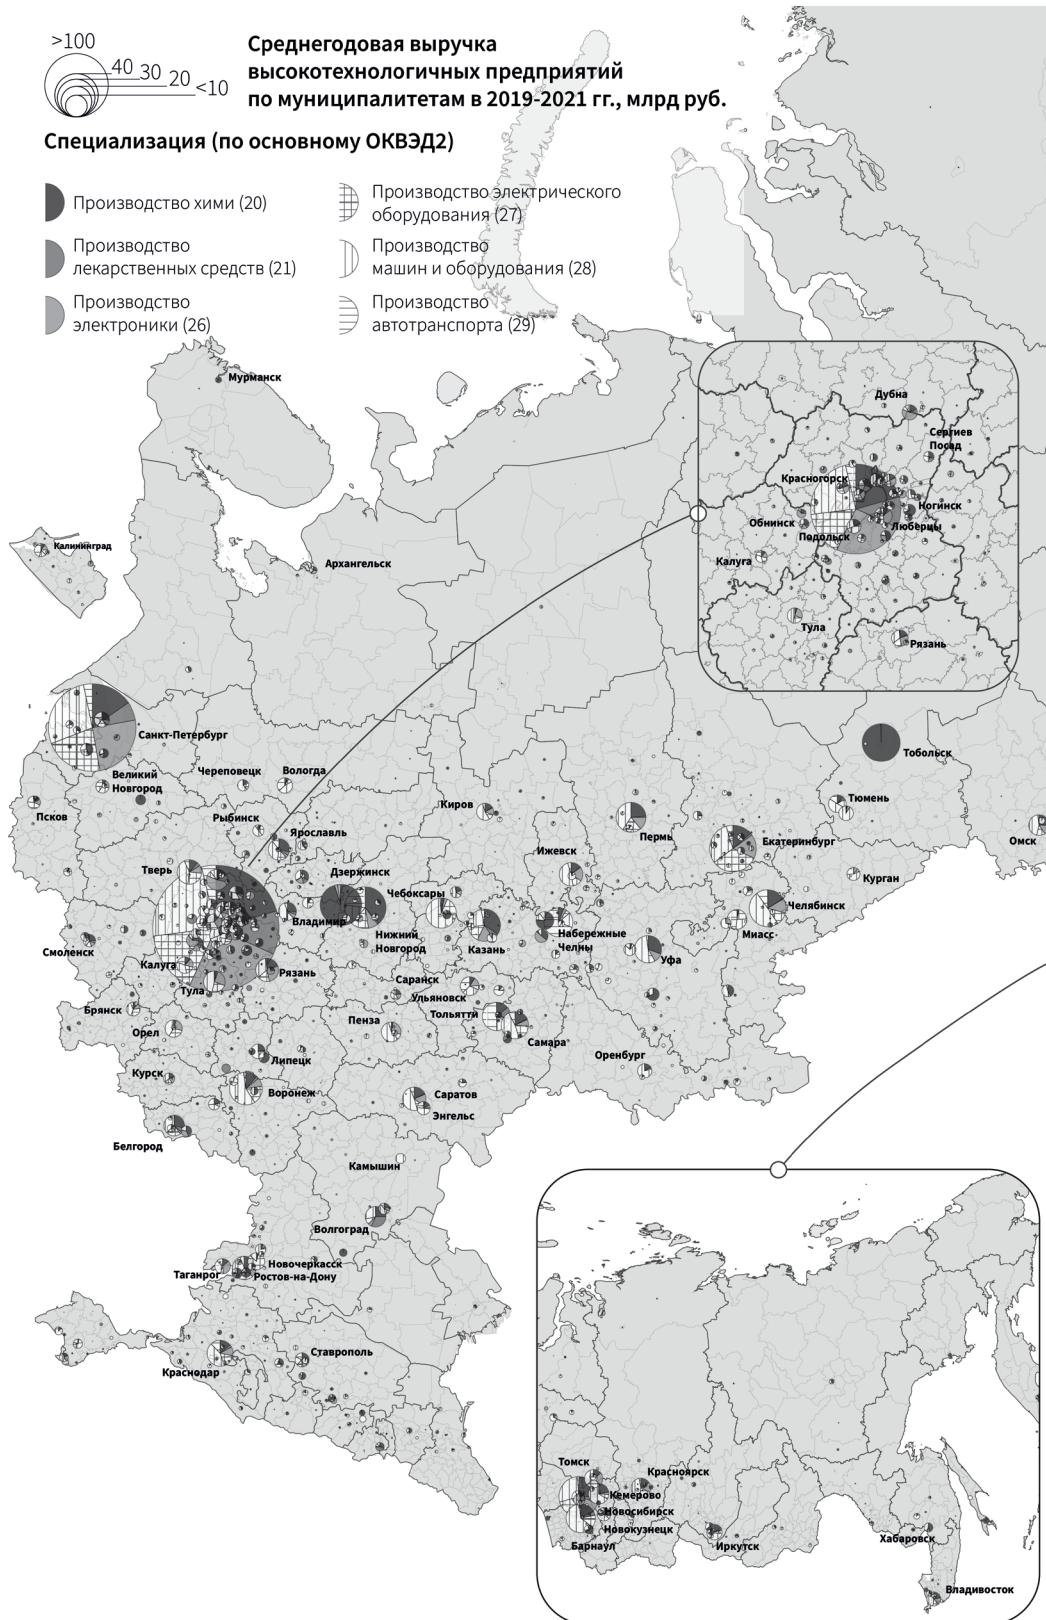 >100
40
30
20
<10
Среднегодовая выручка
высокотехнологичных предприятий
по муниципалитетам в 2019-2021 гг., млрд руб.
Специализация (по основному ОКВЭД2)
Производство хими (20)
Производство
лекарственных средств (21)
Производство
электроники (26)
Производство электрического
оборудования (27)
Производство
машин и оборудования (28)
Производство
автотранспорта (29)
Мурманск
Калининград
Архангельск
Дубна
Сергиев
Посад
Красногорск
Ногинск
Обнинск
Люберцы
Подольск
Калуга
Тула
Рязань
Санкт-Петербург
Тобольск
Великий
Новгород
Череповецк
Вологда
Тюмень
Псков
Киров
Рыбинск
Ярославль
Пермь
Екатеринбург
Омск
Ижевск
Тверь
Дзержинск
Курган
Чебоксары
Челябинск
Владимир
Миасс
Нижний
Новгород
Набережные
Челны
Смоленск
Казань
Уфа
Калуга
Рязань
Тула
Саранск
Ульяновск
Брянск
Тольятти
Пенза
Орел
Самара
Оренбург
Липецк
Курск
Воронеж
Саратов
Энгельс
Белгород
Камышин
Волгоград
Новочеркасск
Таганрог
Ростов-на-Дону
Ставрополь
Краснодар
Томск
Красноярск
Кемерово
Новосибирск
Новокузнецк
Барнаул
Иркутск
Хабаровск
Владивосток